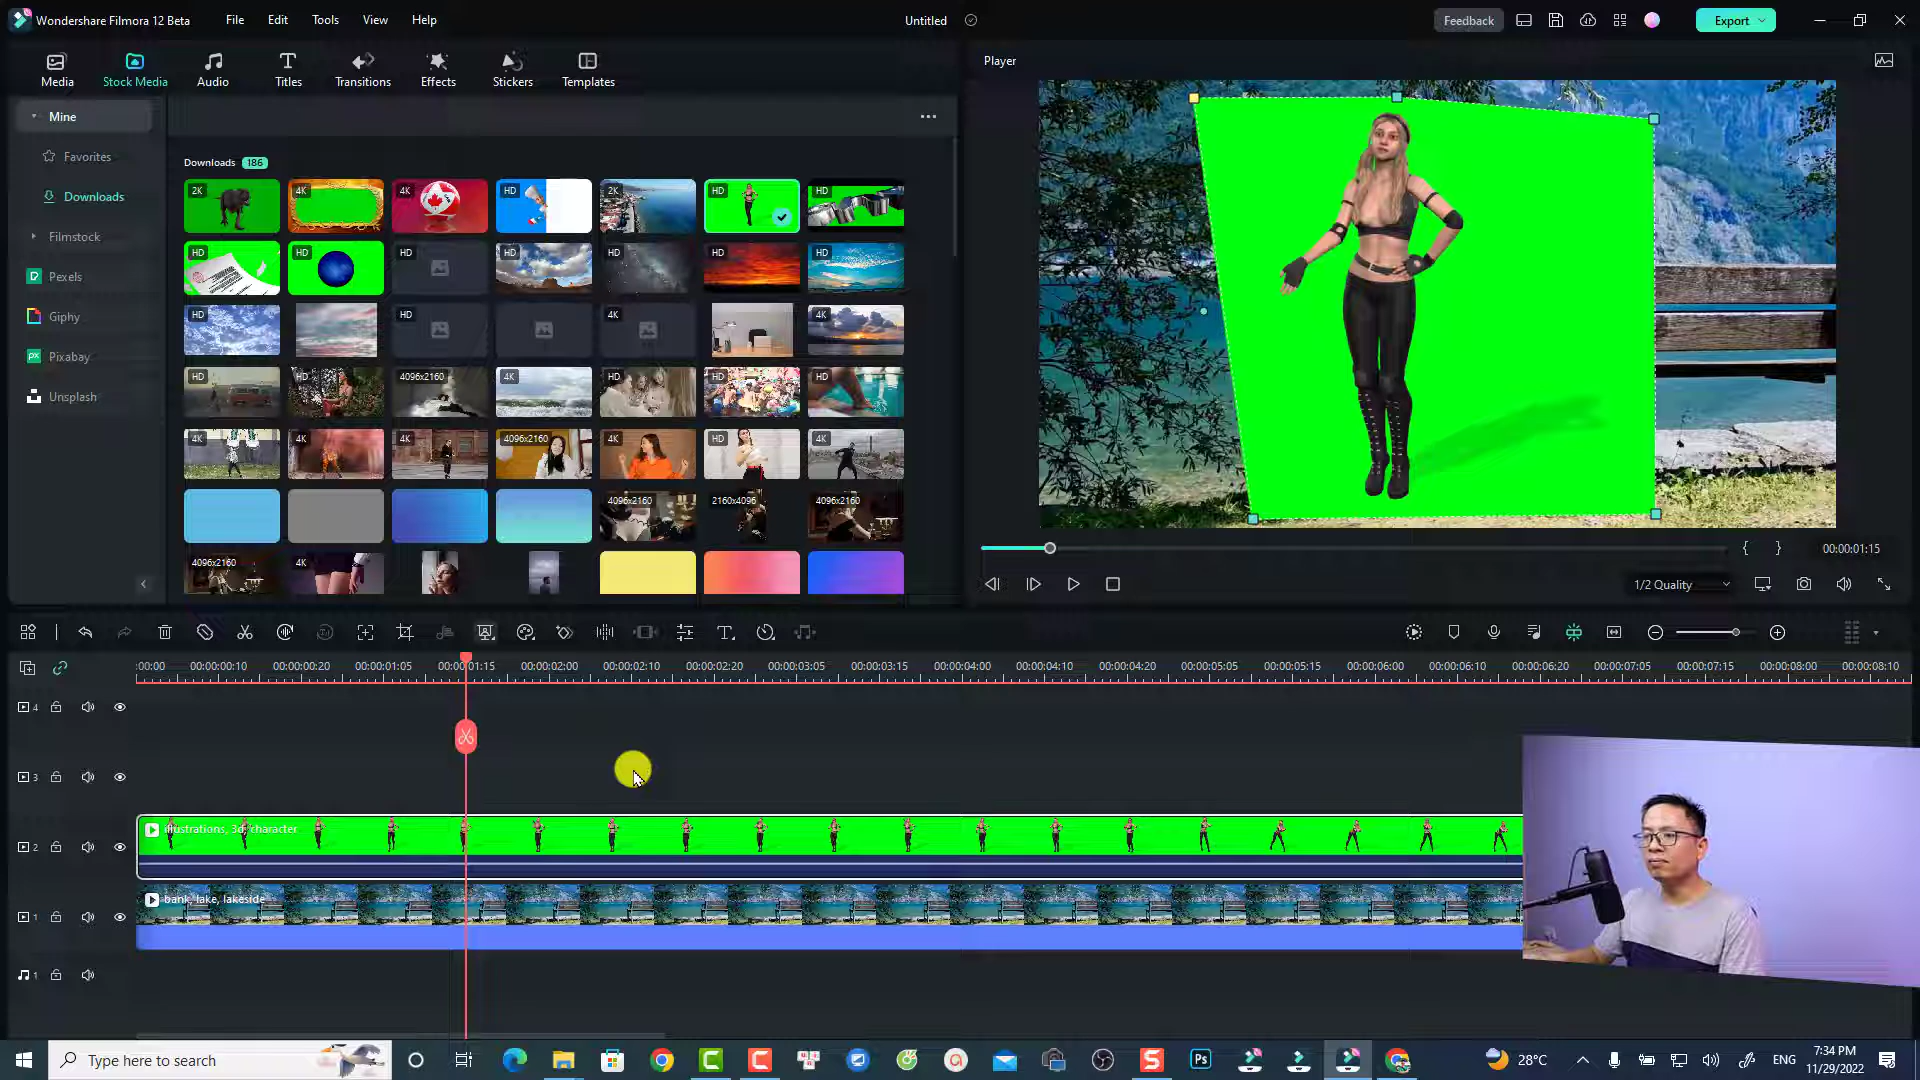 Wondershare Filmora 12 Beta
File
Edit
Tools
View
Help
Untitled
Feedback
Export
Media
Stock Media
Audio
Titles
Transitions
Effects
Stickers
Templates
Player
Mine
Favorites
Downloads
Filmstock
Pexels
Giphy
Pixabay
Unsplash
Downloads 186
2K
4K
4K
HD
2K
HD
HD
HD
HD
HD
HD
HD
HD
HD
HD
HD
4K
4K
HD
HD
4096x2160
4K
HD
HD
HD
4K
4K
4K
4096x2160
4K
HD
4K
4096x2160
2160x4096
4096x2160
4096x2160
4K
00:00:01:15
1/2 Quality
:00:00
00:00:00:10
00:00:00:20
00:00:01:05
00:00:01:15
00:00:02:00
00:00:02:10
00:00:02:20
00:00:03:05
00:00:03:15
00:00:04:00
00:00:04:10
00:00:04:20
00:00:05:05
00:00:05:15
00:00:06:00
00:00:06:10
00:00:06:20
00:00:07:05
00:00:07:15
00:00:08:00
00:00:08:10
4
3
2
illustrations, 3d, character
1
bank, lake, lakeside
1
Type here to search
28°C
ENG
7:34 PM
11/29/2022